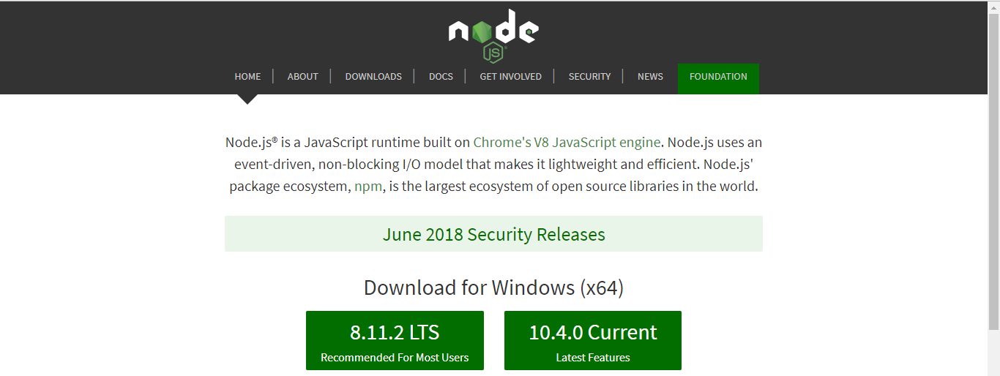 node
JS
HOME | ABOUT | DOWNLOADS | DOCS | GET INVOLVED | SECURITY | NEWS FOUNDATION
Node.js® is a JavaScript runtime built on Chrome's V8 JavaScript engine. Node.js uses an
event-driven, non-blocking I/O model that makes it lightweight and efficient. Node.js'
package ecosystem, npm, is the largest ecosystem of open source libraries in the world.
June 2018 Security Releases
Download for Windows (x64)
8.11.2 LTS
Recommended For Most Users
10.4.0 Current
Latest Features